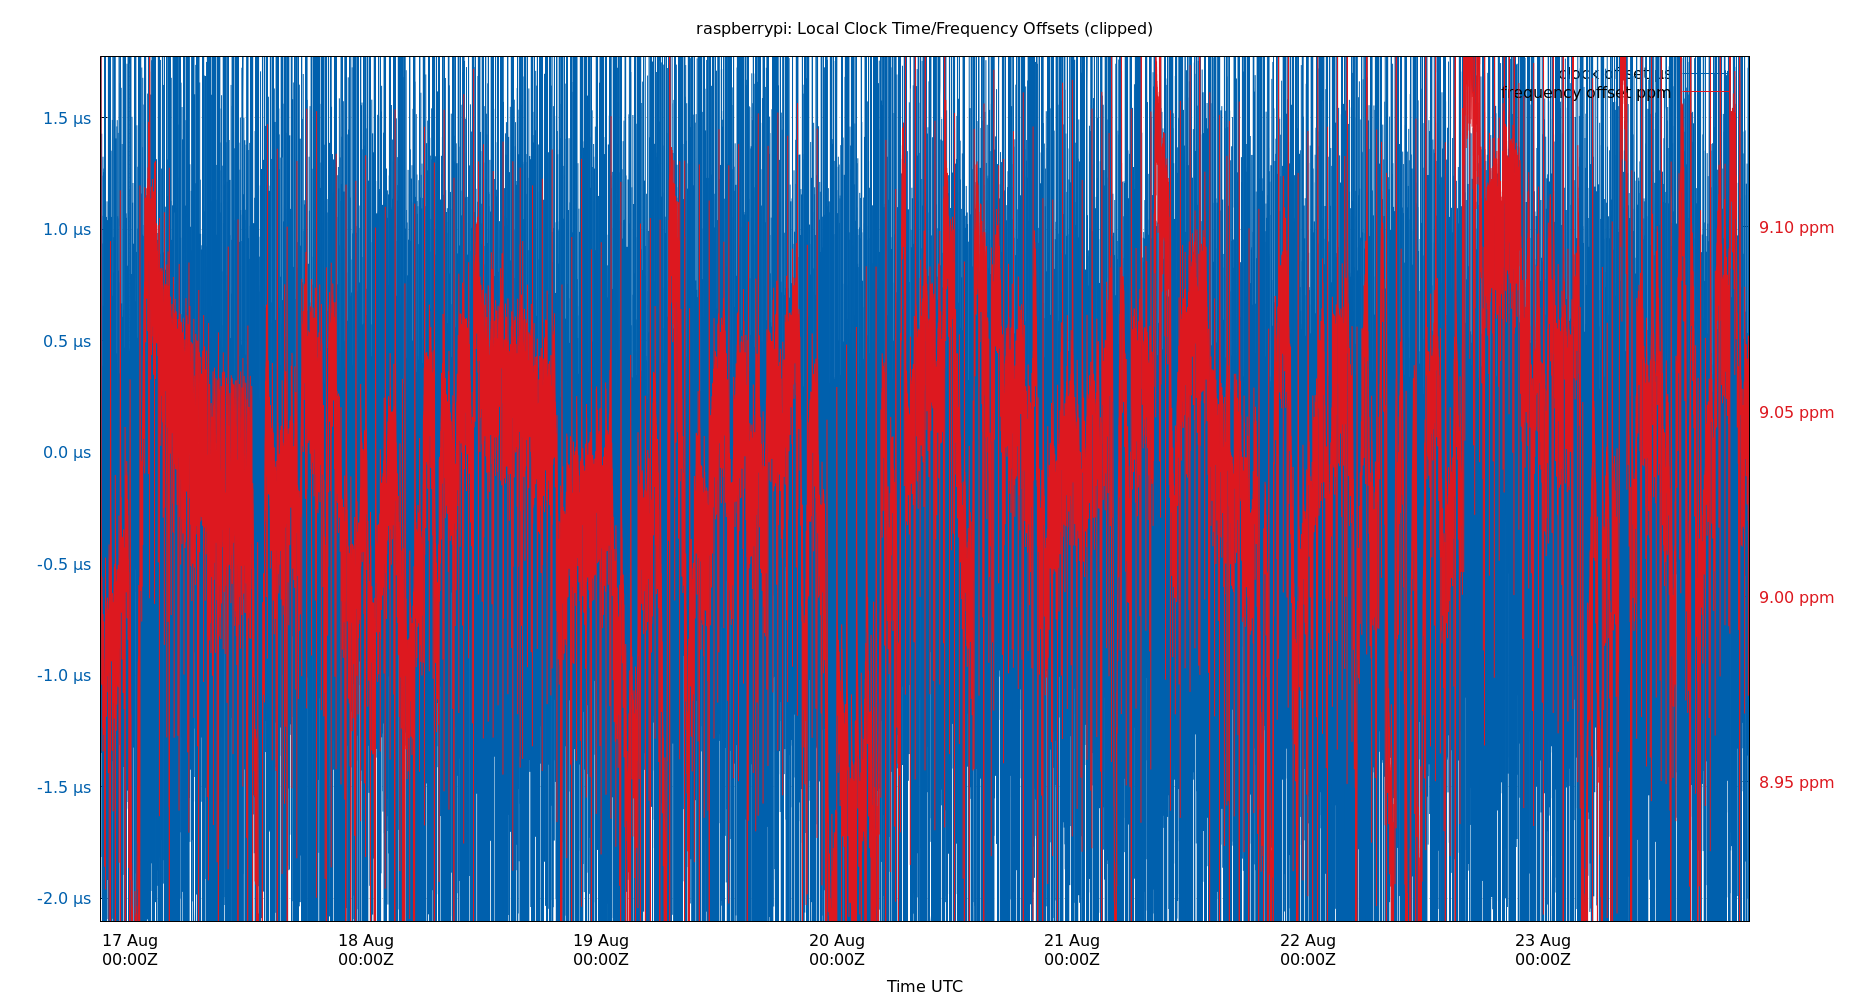 raspberrypi: Local Clock Time/Frequency Offsets (clipped)
clock offset µs
frequency offset ppm
1.5 µs
1.0 µs
0.5 µs
0.0 µs
-0.5 µs
-1.0 µs
-1.5 µs
-2.0 µs
9.10 ppm
9.05 ppm
9.00 ppm
8.95 ppm
17 Aug 18 Aug 19 Aug 20 Aug 21 Aug 22 Aug 23 Aug
00:00Z 00:00Z 00:00Z 00:00Z 00:00Z 00:00Z 00:00Z
Time UTC